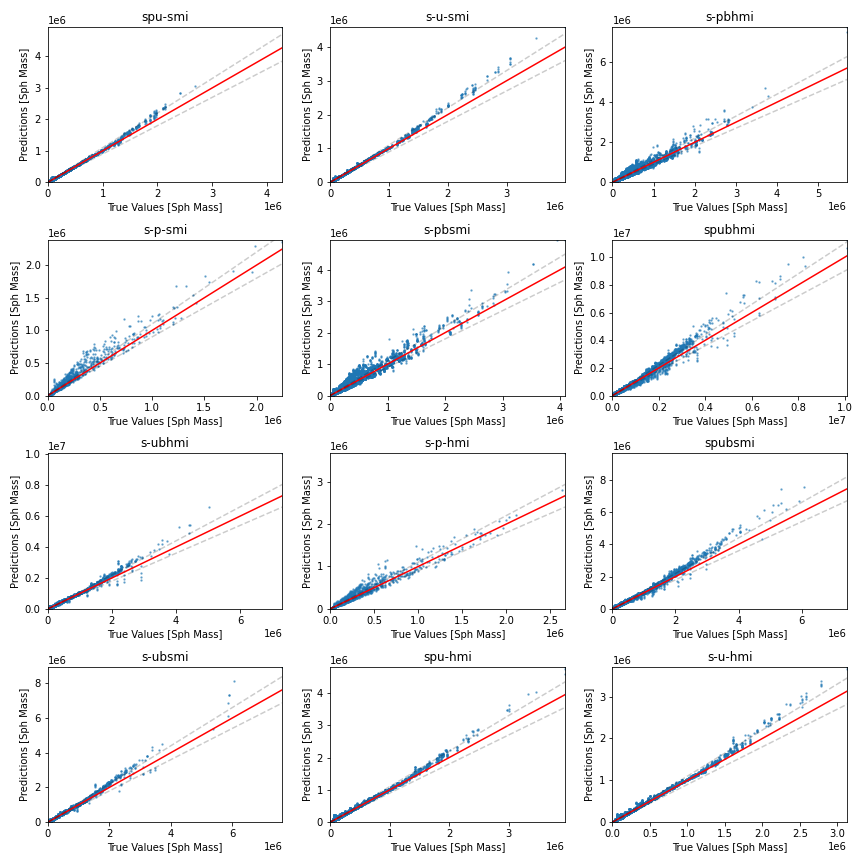 spu-smi
1e6
Predictions [Sph Mass]
4
3
2
1
0
0 1 2 3 4
True Values [Sph Mass]
1e6
s-u-smi
1e6
Predictions [Sph Mass]
4
3
2
1
0
0 1 2 3
True Values [Sph Mass]
1e6
s-pbhmi
1e6
Predictions [Sph Mass]
6
4
2
0
0 1 2 3 4 5
True Values [Sph Mass]
1e6
s-p-smi
1e6
Predictions [Sph Mass]
2.0
1.5
1.0
0.5
0.0
0.0 0.5 1.0 1.5 2.0
True Values [Sph Mass]
1e6
s-pbsmi
1e6
Predictions [Sph Mass]
4
3
2
1
0
0 1 2 3 4
True Values [Sph Mass]
1e6
spubhmi
1e7
Predictions [Sph Mass]
1.0
0.8
0.6
0.4
0.2
0.0
0.0 0.2 0.4 0.6 0.8 1.0
True Values [Sph Mass]
1e7
s-ubhmi
1e7
Predictions [Sph Mass]
1.0
0.8
0.6
0.4
0.2
0.0
0 2 4 6
True Values [Sph Mass]
1e6
s-p-hmi
1e6
Predictions [Sph Mass]
3
2
1
0
0.0 0.5 1.0 1.5 2.0 2.5
True Values [Sph Mass]
1e6
spubsmi
1e6
Predictions [Sph Mass]
8
6
4
2
0
0 2 4 6
True Values [Sph Mass]
1e6
s-ubsmi
1e6
Predictions [Sph Mass]
8
6
4
2
0
0 2 4 6
True Values [Sph Mass]
1e6
spu-hmi
1e6
Predictions [Sph Mass]
4
3
2
1
0
0 1 2 3
True Values [Sph Mass]
1e6
s-u-hmi
1e6
Predictions [Sph Mass]
3
2
1
0
0.0 0.5 1.0 1.5 2.0 2.5 3.0
True Values [Sph Mass]
1e6